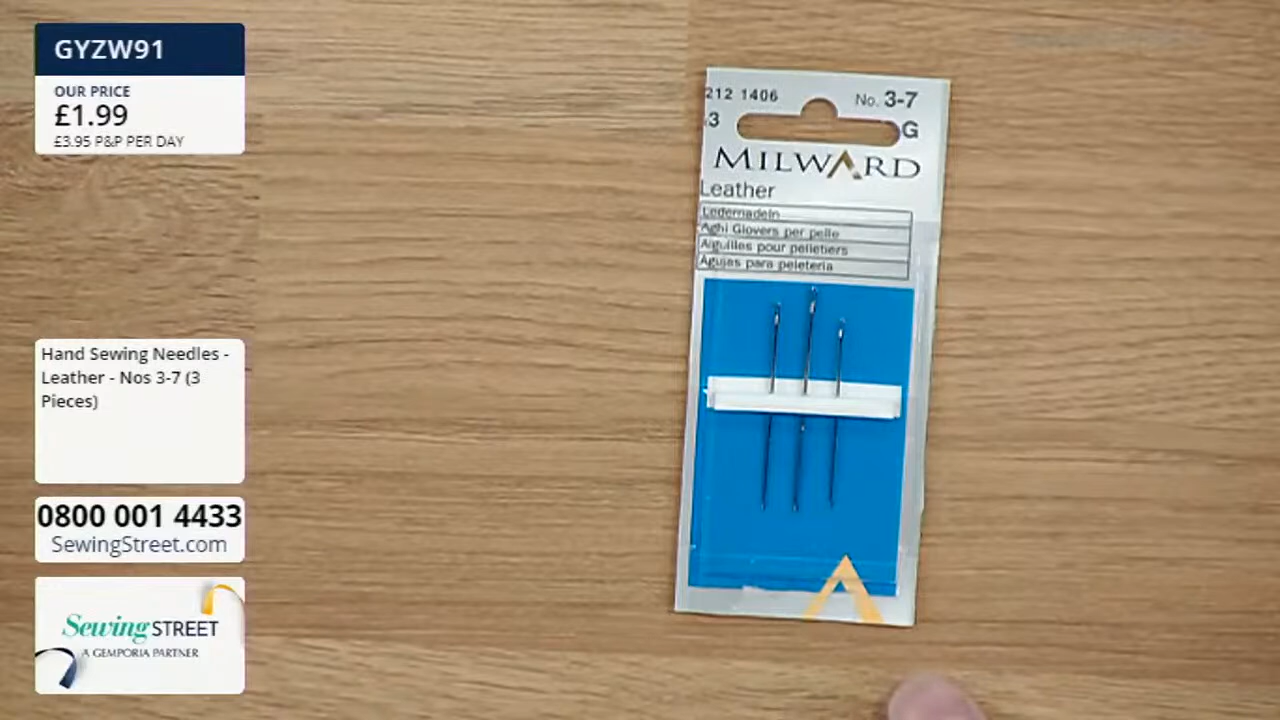 GYZW91
OUR PRICE
£1.99
£3.95 P&P PER DAY
Hand Sewing Needles -
Leather - Nos 3-7 (3
Pieces)
0800 001 4433
SewingStreet.com
Sewing STREET
A GEMPORIA PARTNER
212 1406
No. 3-7
3
G
MILWARD
Leather
Ledernadeln
Aghi Glovers per pelle
Aiguilles pour pelletiers
Agujas para peleteria